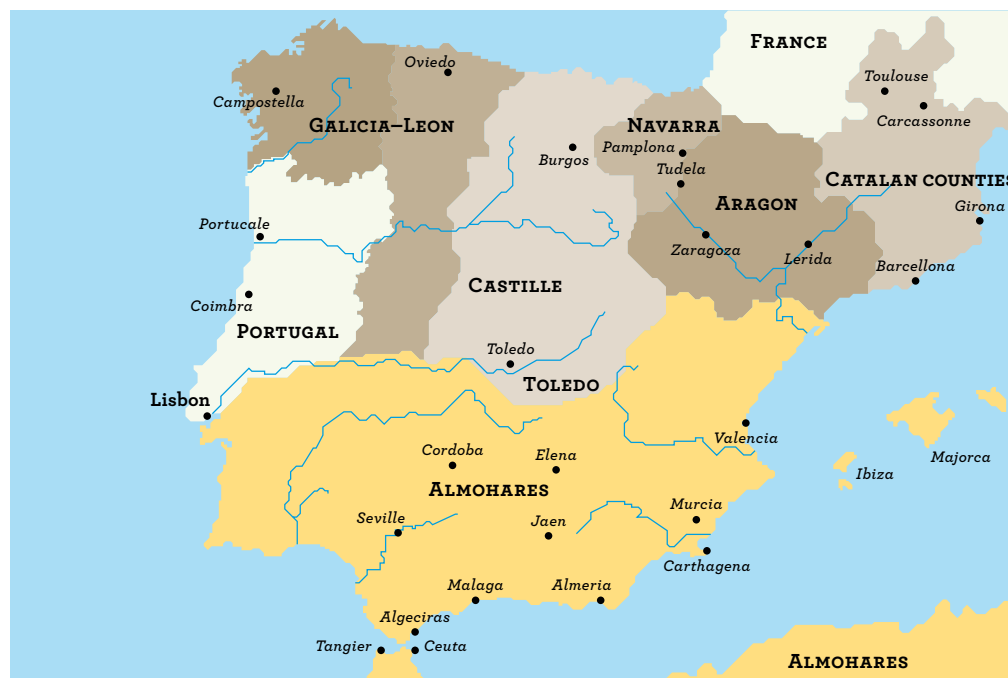 France
Oviedo
Toulouse
Campostella
Carcassonne
Galicia–Leon
Navarra
Burgos
Pamplona
Tudela
Catalan counties
Aragon
Girona
Portucale
Zaragoza
Lerida
Barcellona
Castille
Coimbra
Portugal
Toledo
Toledo
Lisbon
Valencia
Cordoba
Elena
Majorca
Ibiza
Almohares
Murcia
Seville
Jaen
Carthagena
Malaga
Almeria
Algeciras
Tangier
Ceuta
Almohares